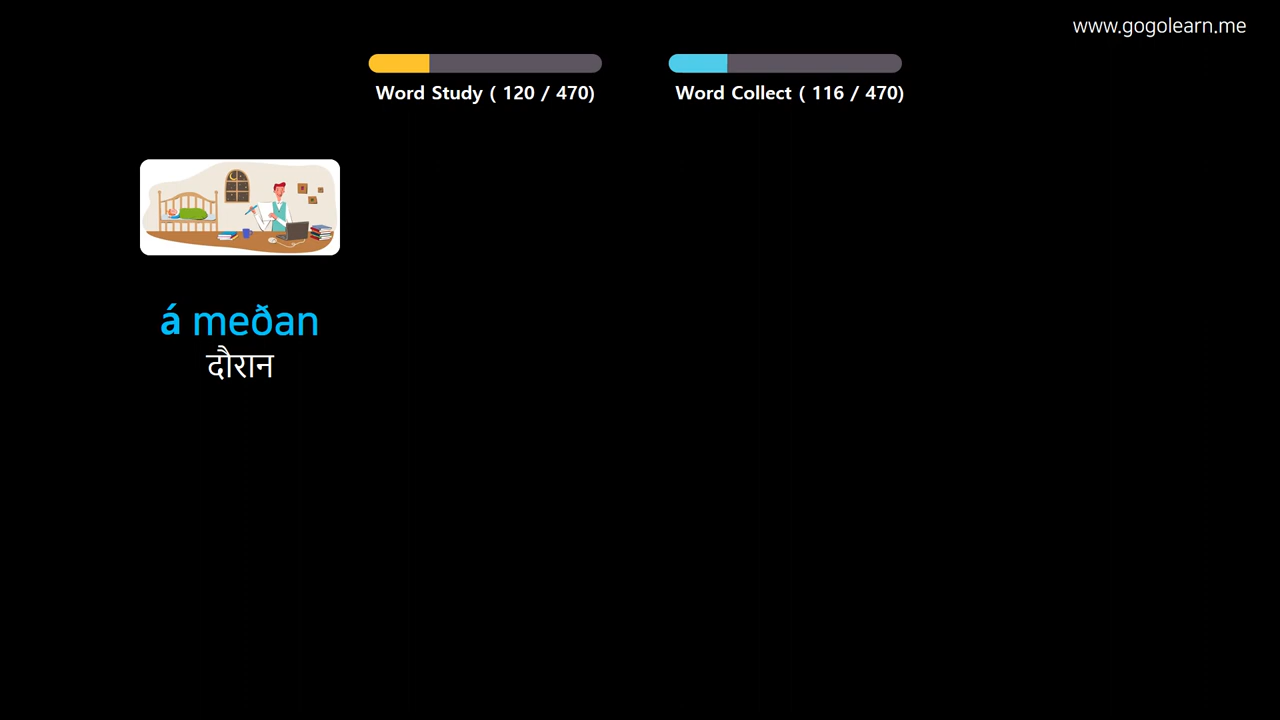 www.gogolearn.me
Word Study ( 120 / 470)
Word Collect ( 116 / 470)
á meðan
दौरान